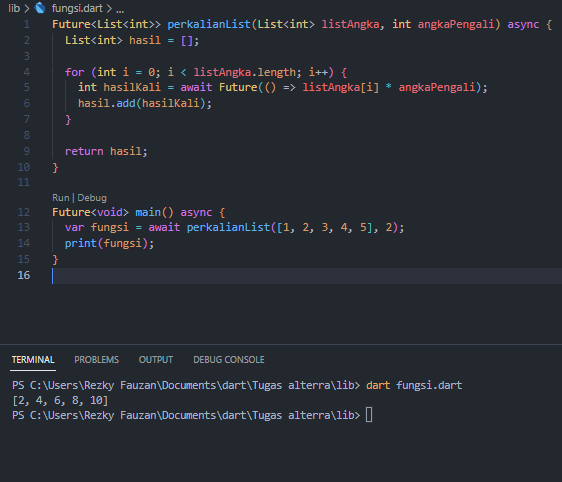 lib > fungsi.dart > ...
1 Future<List<int>> perkalianList(List<int> listAngka, int angkaPengali) async {
2   List<int> hasil = [];
3
4   for (int i = 0; i < listAngka.length; i++) {
5     int hasilKali = await Future(() => listAngka[i] * angkaPengali);
6     hasil.add(hasilKali);
7   }
8
9   return hasil;
10 }
11
Run | Debug
12 Future<void> main() async {
13   var fungsi = await perkalianList([1, 2, 3, 4, 5], 2);
14   print(fungsi);
15 }
16
TERMINAL PROBLEMS OUTPUT DEBUG CONSOLE
PS C:\Users\Rezky Fauzan\Documents\dart\Tugas alterra\lib> dart fungsi.dart
[2, 4, 6, 8, 10]
PS C:\Users\Rezky Fauzan\Documents\dart\Tugas alterra\lib>